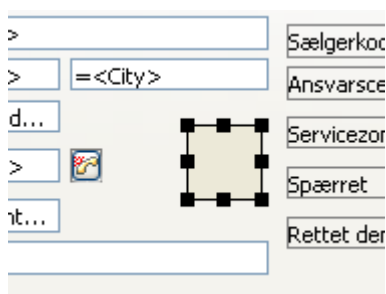 >
Sælgerkod
>
=<City>
Ansvarsce
d...
Servicezor
>
Spærret
nt...
Rettet der